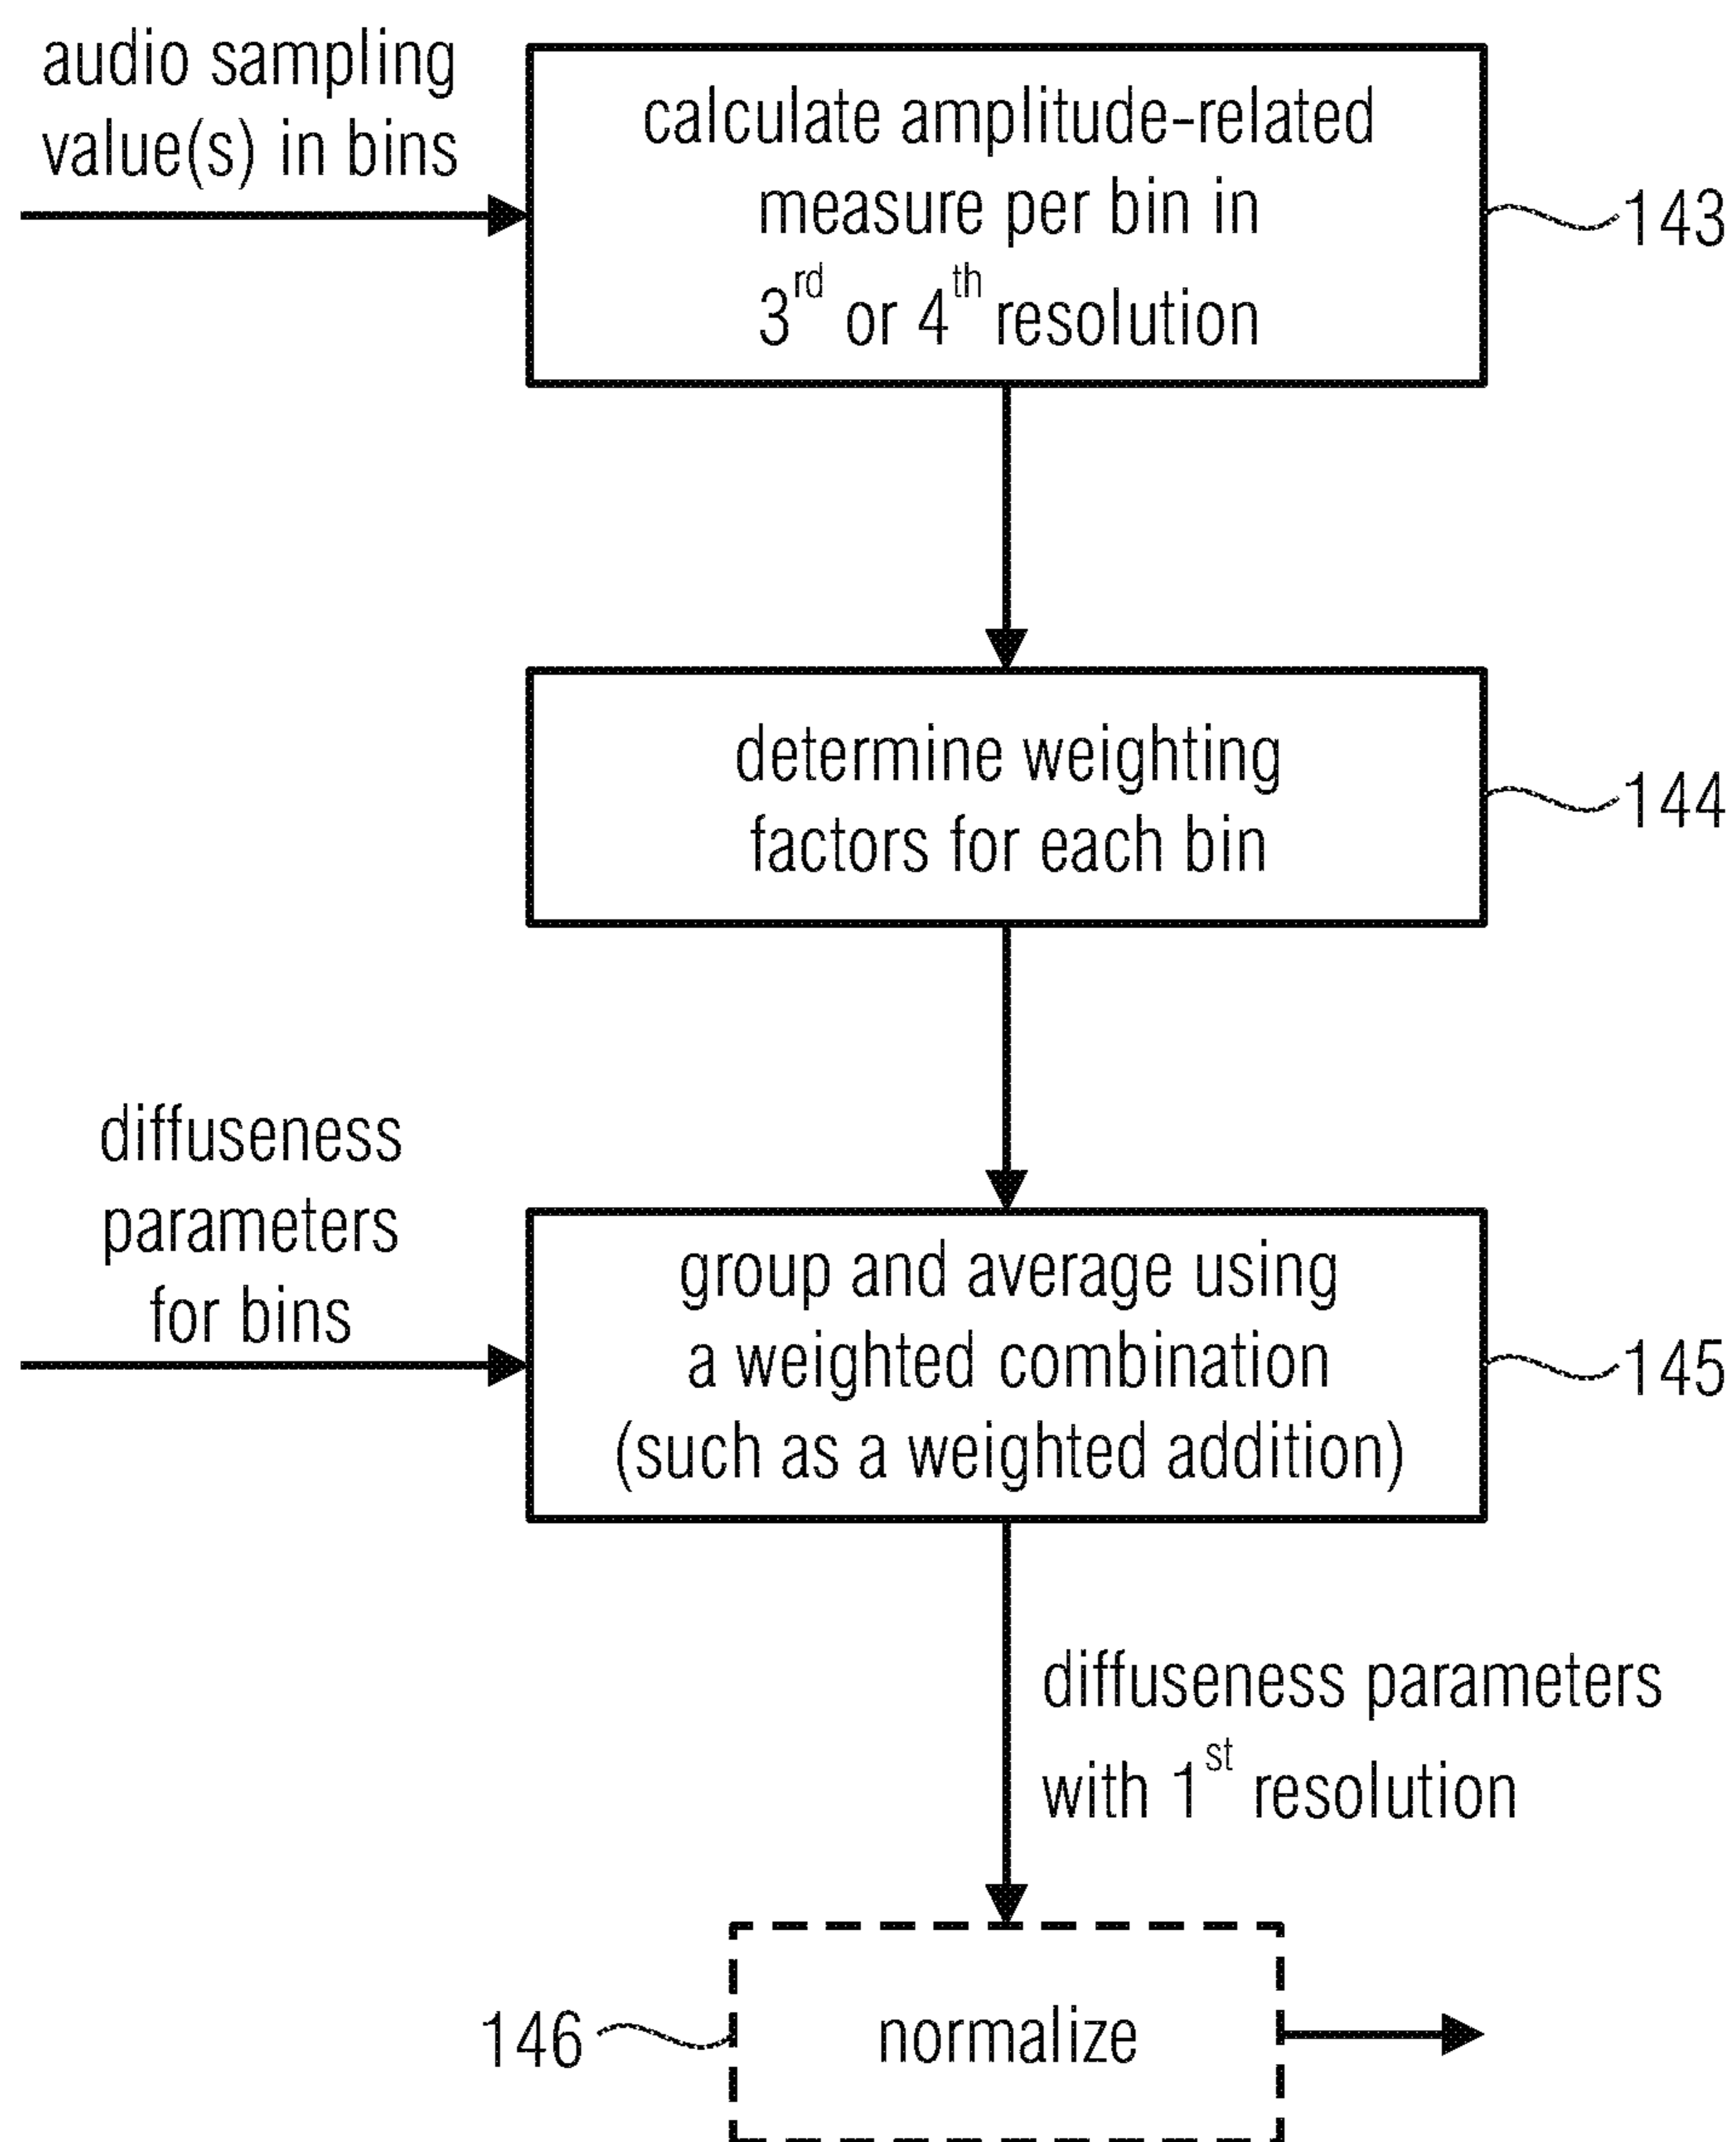 audio sampling
value(s) in bins
calculate amplitude-related
measure per bin in
3rd or 4th resolution
143
determine weighting
factors for each bin
144
diffuseness
parameters
for bins
group and average using
a weighted combination
(such as a weighted addition)
145
diffuseness parameters
with 1st resolution
146
normalize